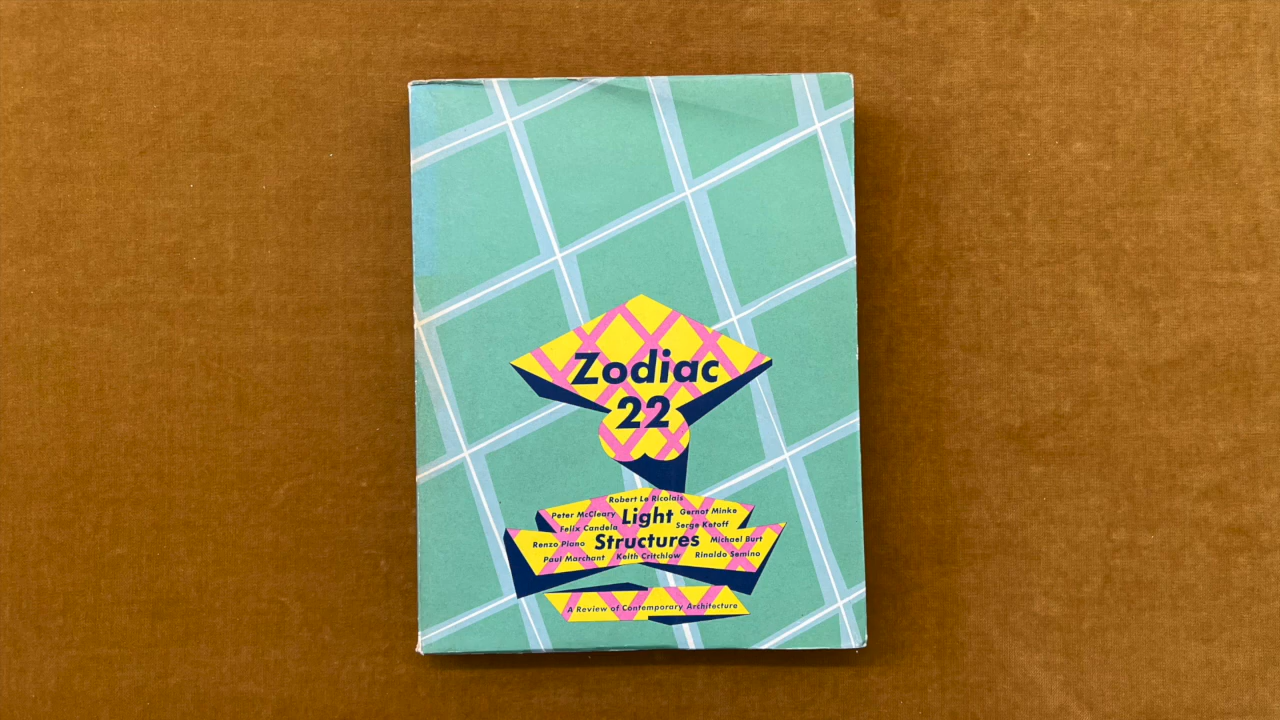 Zodiac
22
Robert Le Ricolais
Peter McCleary
Light
Gernot Minke
Felix Candela
Serge Ketoff
Renzo Piano
Structures
Michael Burt
Paul Marchant
Keith Critchlow
Rinaldo Semino
A Review of Contemporary Architecture